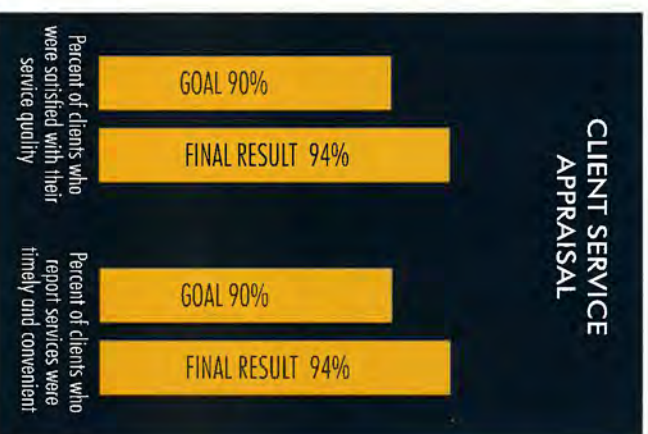 CLIENT SERVICE
APPRAISAL
GOAL 90%
FINAL RESULT 94%
Percent of clients who
were satisfied with their
service quality
GOAL 90%
FINAL RESULT 94%
Percent of clients who
report services were
timely and convenient